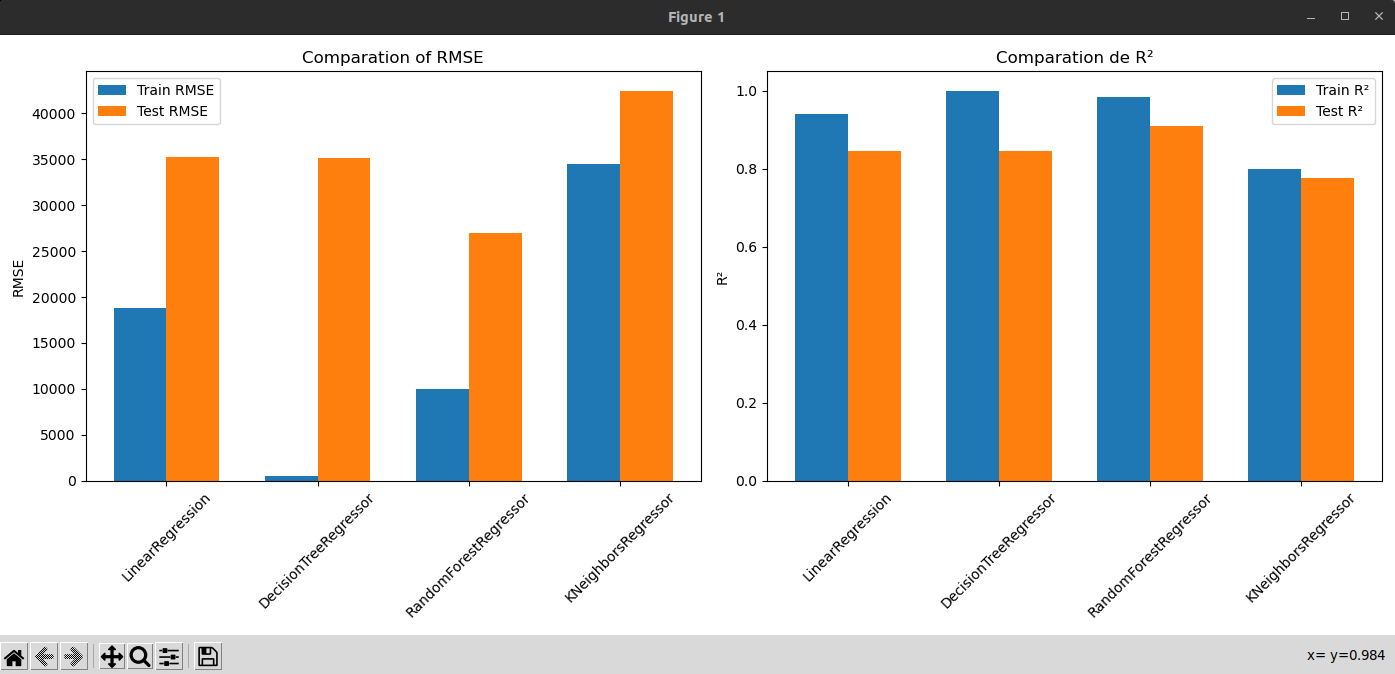 Figure 1
Comparation of RMSE
Train RMSE
Test RMSE
RMSE
40000
35000
30000
25000
20000
15000
10000
5000
0
LinearRegression
DecisionTreeRegressor
RandomForestRegressor
KNeighborsRegressor
Comparation de R²
Train R²
Test R²
R²
1.0
0.8
0.6
0.4
0.2
0.0
LinearRegression
DecisionTreeRegressor
RandomForestRegressor
KNeighborsRegressor
x= y=0.984